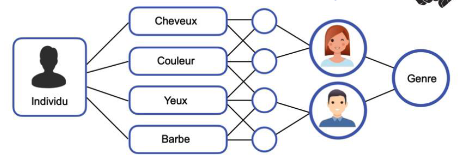 Cheveux
Couleur
Individu
Yeux
Barbe
Genre